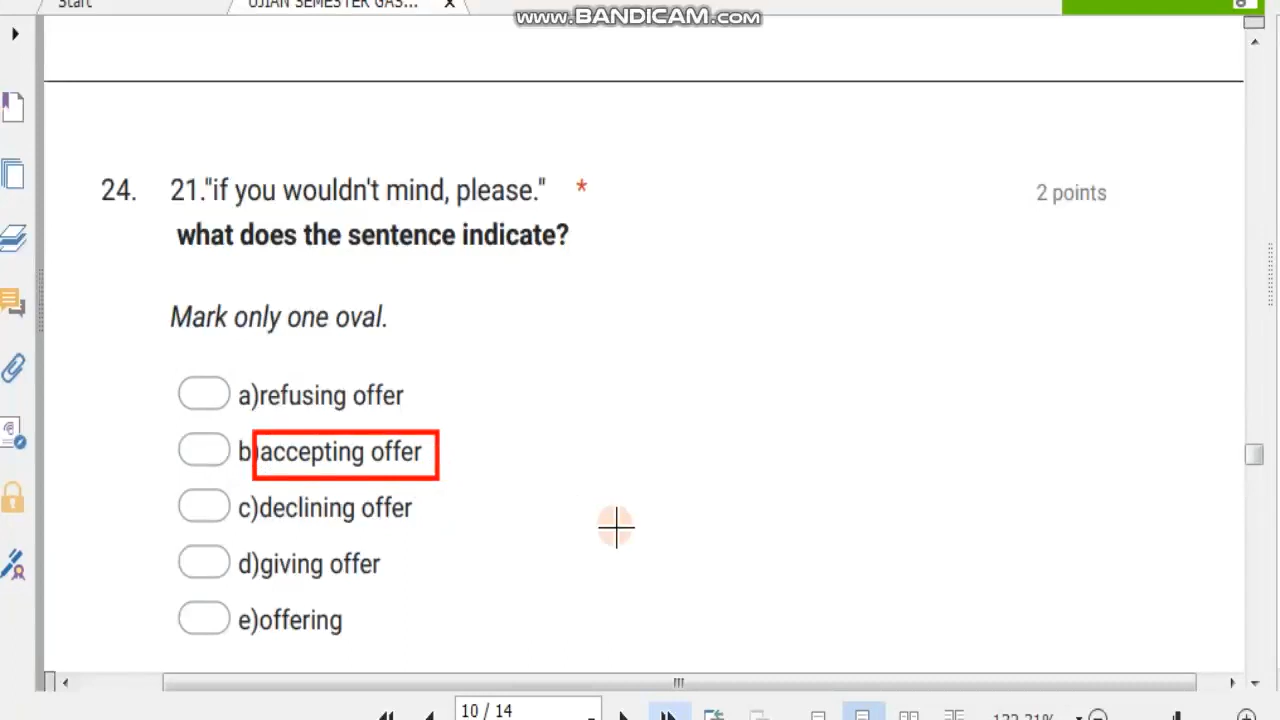 Start
UJIAN SEMESTER GAS... x
www.BANDICAM.com
24. 21."if you wouldn't mind, please." * 2 points
what does the sentence indicate?
Mark only one oval.
a)refusing offer
b)accepting offer
c)declining offer
d)giving offer
e)offering
10 / 14